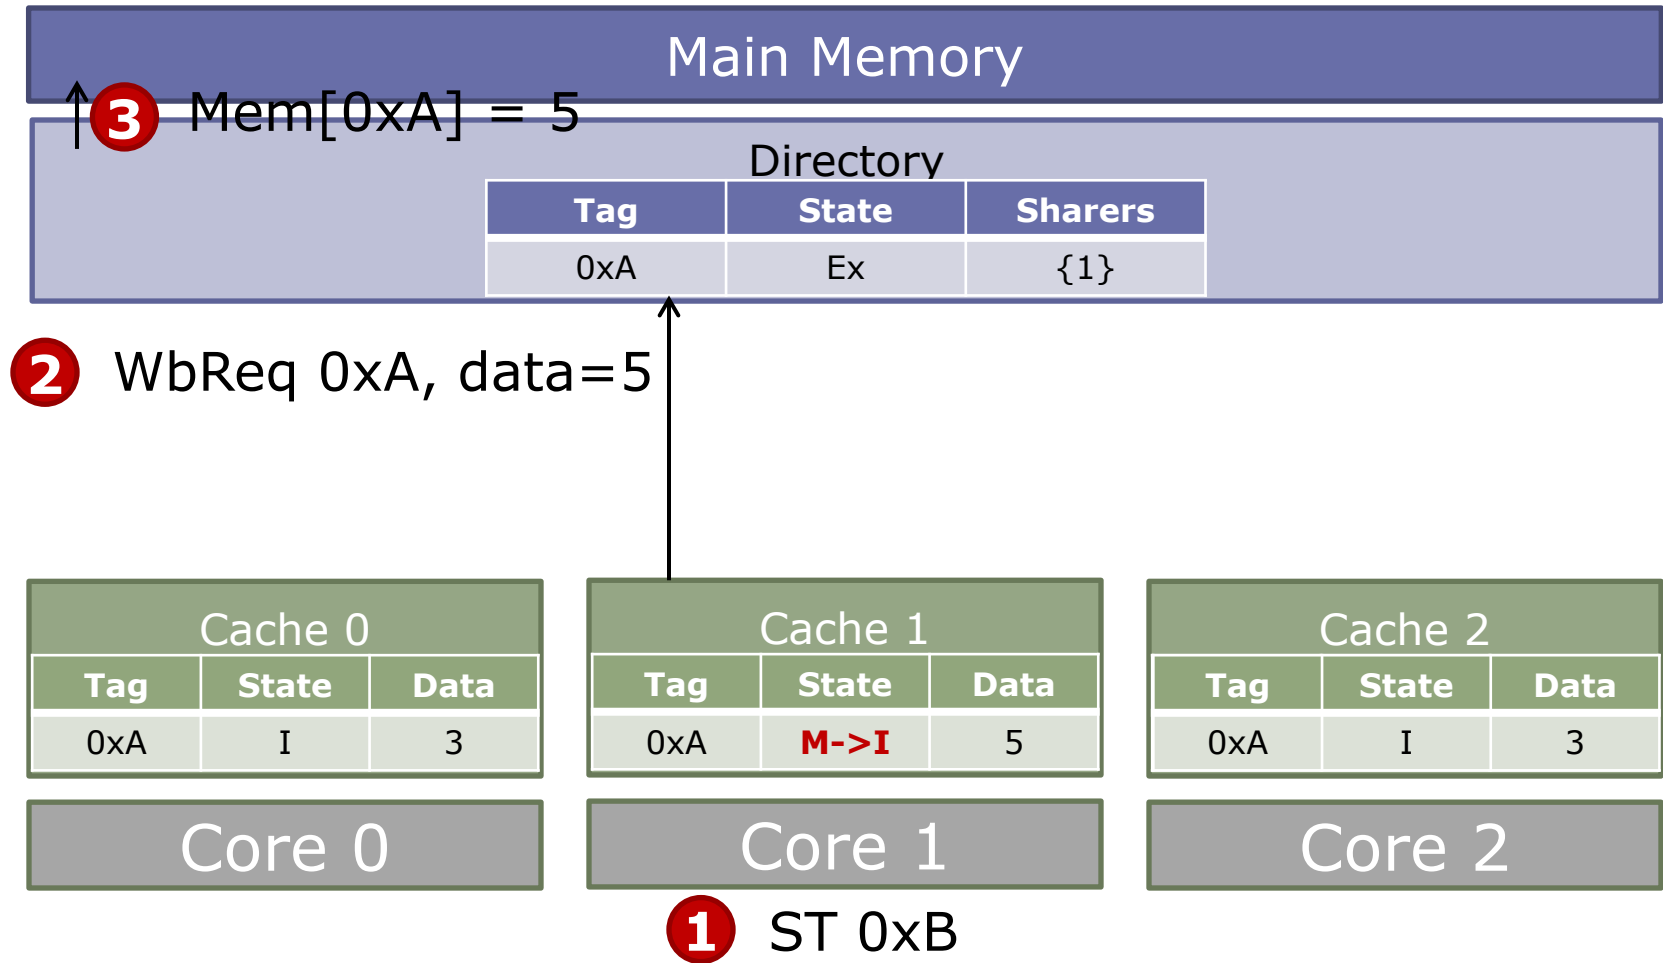 Main Memory
3 Mem[0xA] = 5
Directory
Tag State Sharers
0xA Ex {1}
2 WbReq 0xA, data=5
Cache 0 Cache 1 Cache 2
Tag State Data Tag State Data Tag State Data
0xA I 3 0xA M->I 5 0xA I 3
Core 0 Core 1 Core 2
1 ST 0xB